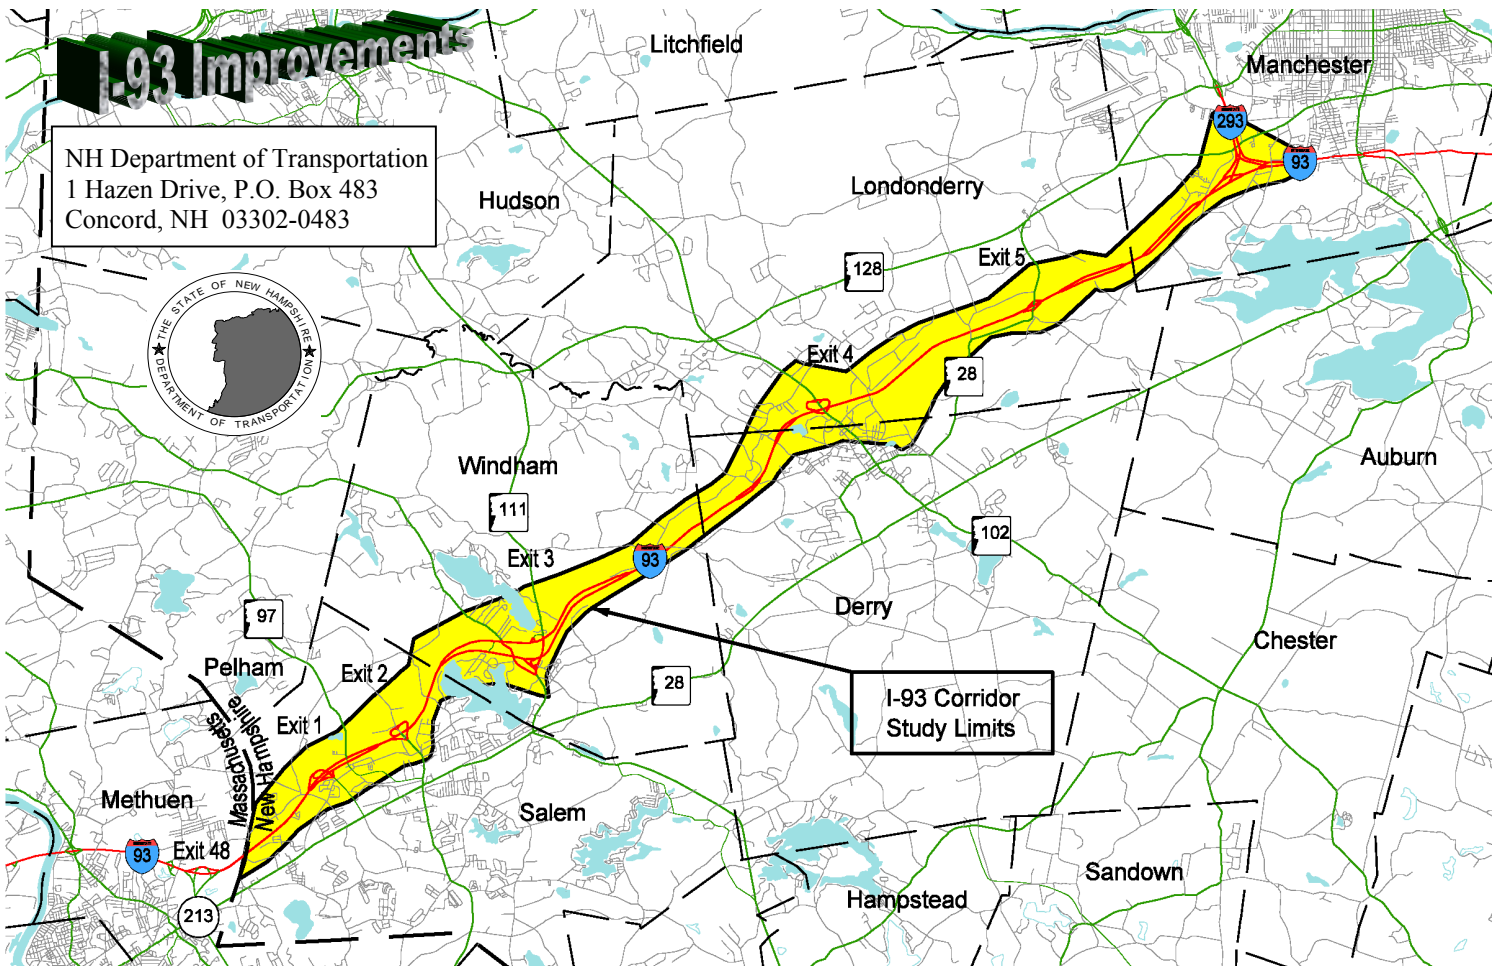 I-93 Improvements
NH Department of Transportation
1 Hazen Drive, P.O. Box 483
Concord, NH 03302-0483
THE STATE OF NEW HAMPSHIRE
DEPARTMENT OF TRANSPORTATION
Litchfield
Manchester
293
93
Hudson
Londonderry
128
Exit 5
Exit 4
28
Windham
111
Auburn
102
Exit 3
93
97
Derry
Chester
Pelham
Exit 2
28
I-93 Corridor
Study Limits
Exit 1
Massachusetts
New Hampshire
Methuen
Salem
93
Exit 48
Sandown
Hampstead
213